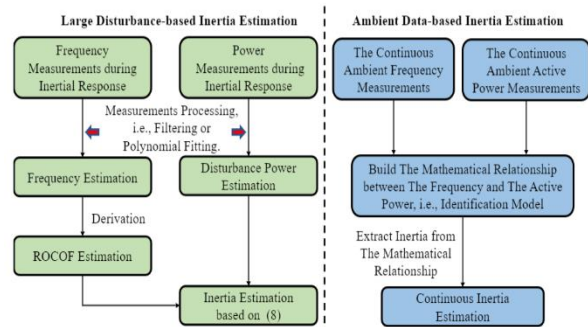 Large Disturbance-based Inertia Estimation
Frequency
Measurements during
Inertial Response
Power
Measurements during
Inertial Response
Measurements Processing,
i.e., Filtering or
Polynomial Fitting.
Frequency Estimation
Disturbance Power
Estimation
Derivation
ROCOF Estimation
Inertia Estimation
based on (8)
Ambient Data-based Inertia Estimation
The Continuous
Ambient Frequency
Measurements
The Continuous
Ambient Active
Power Measurements
Build The Mathematical Relationship
between The Frequency and The Active
Power, i.e., Identification Model
Extract Inertia from
The Mathematical
Relationship
Continuous Inertia
Estimation